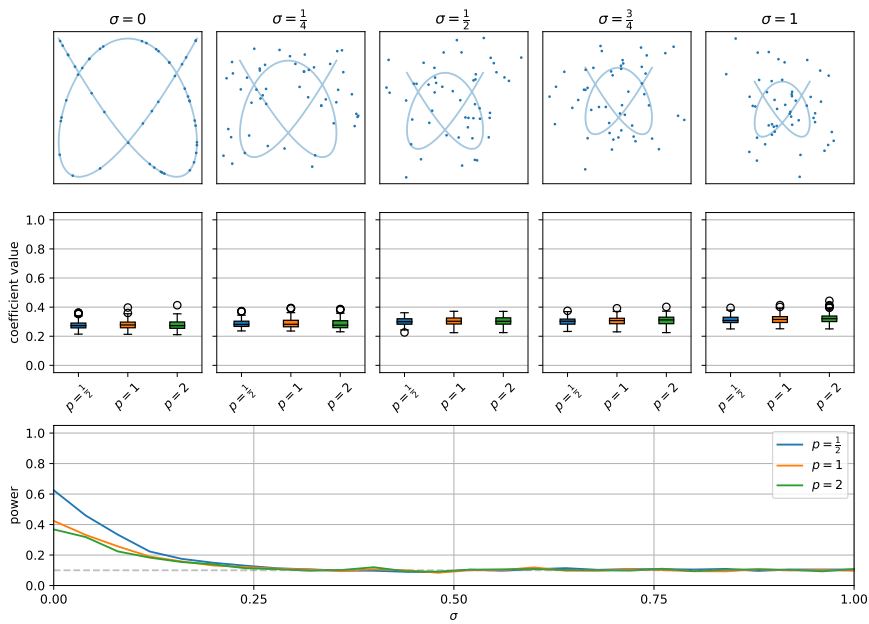 σ = 0 σ = 1/4 σ = 1/2 σ = 3/4 σ = 1
coefficient value
1.0
0.8
0.6
0.4
0.2
0.0
p = 1/2 p = 1 p = 2 p = 1/2 p = 1 p = 2 p = 1/2 p = 1 p = 2 p = 1/2 p = 1 p = 2 p = 1/2 p = 1 p = 2
power
1.0
0.8
0.6
0.4
0.2
0.0
p = 1/2
p = 1
p = 2
0.00 0.25 0.50 0.75 1.00
σ